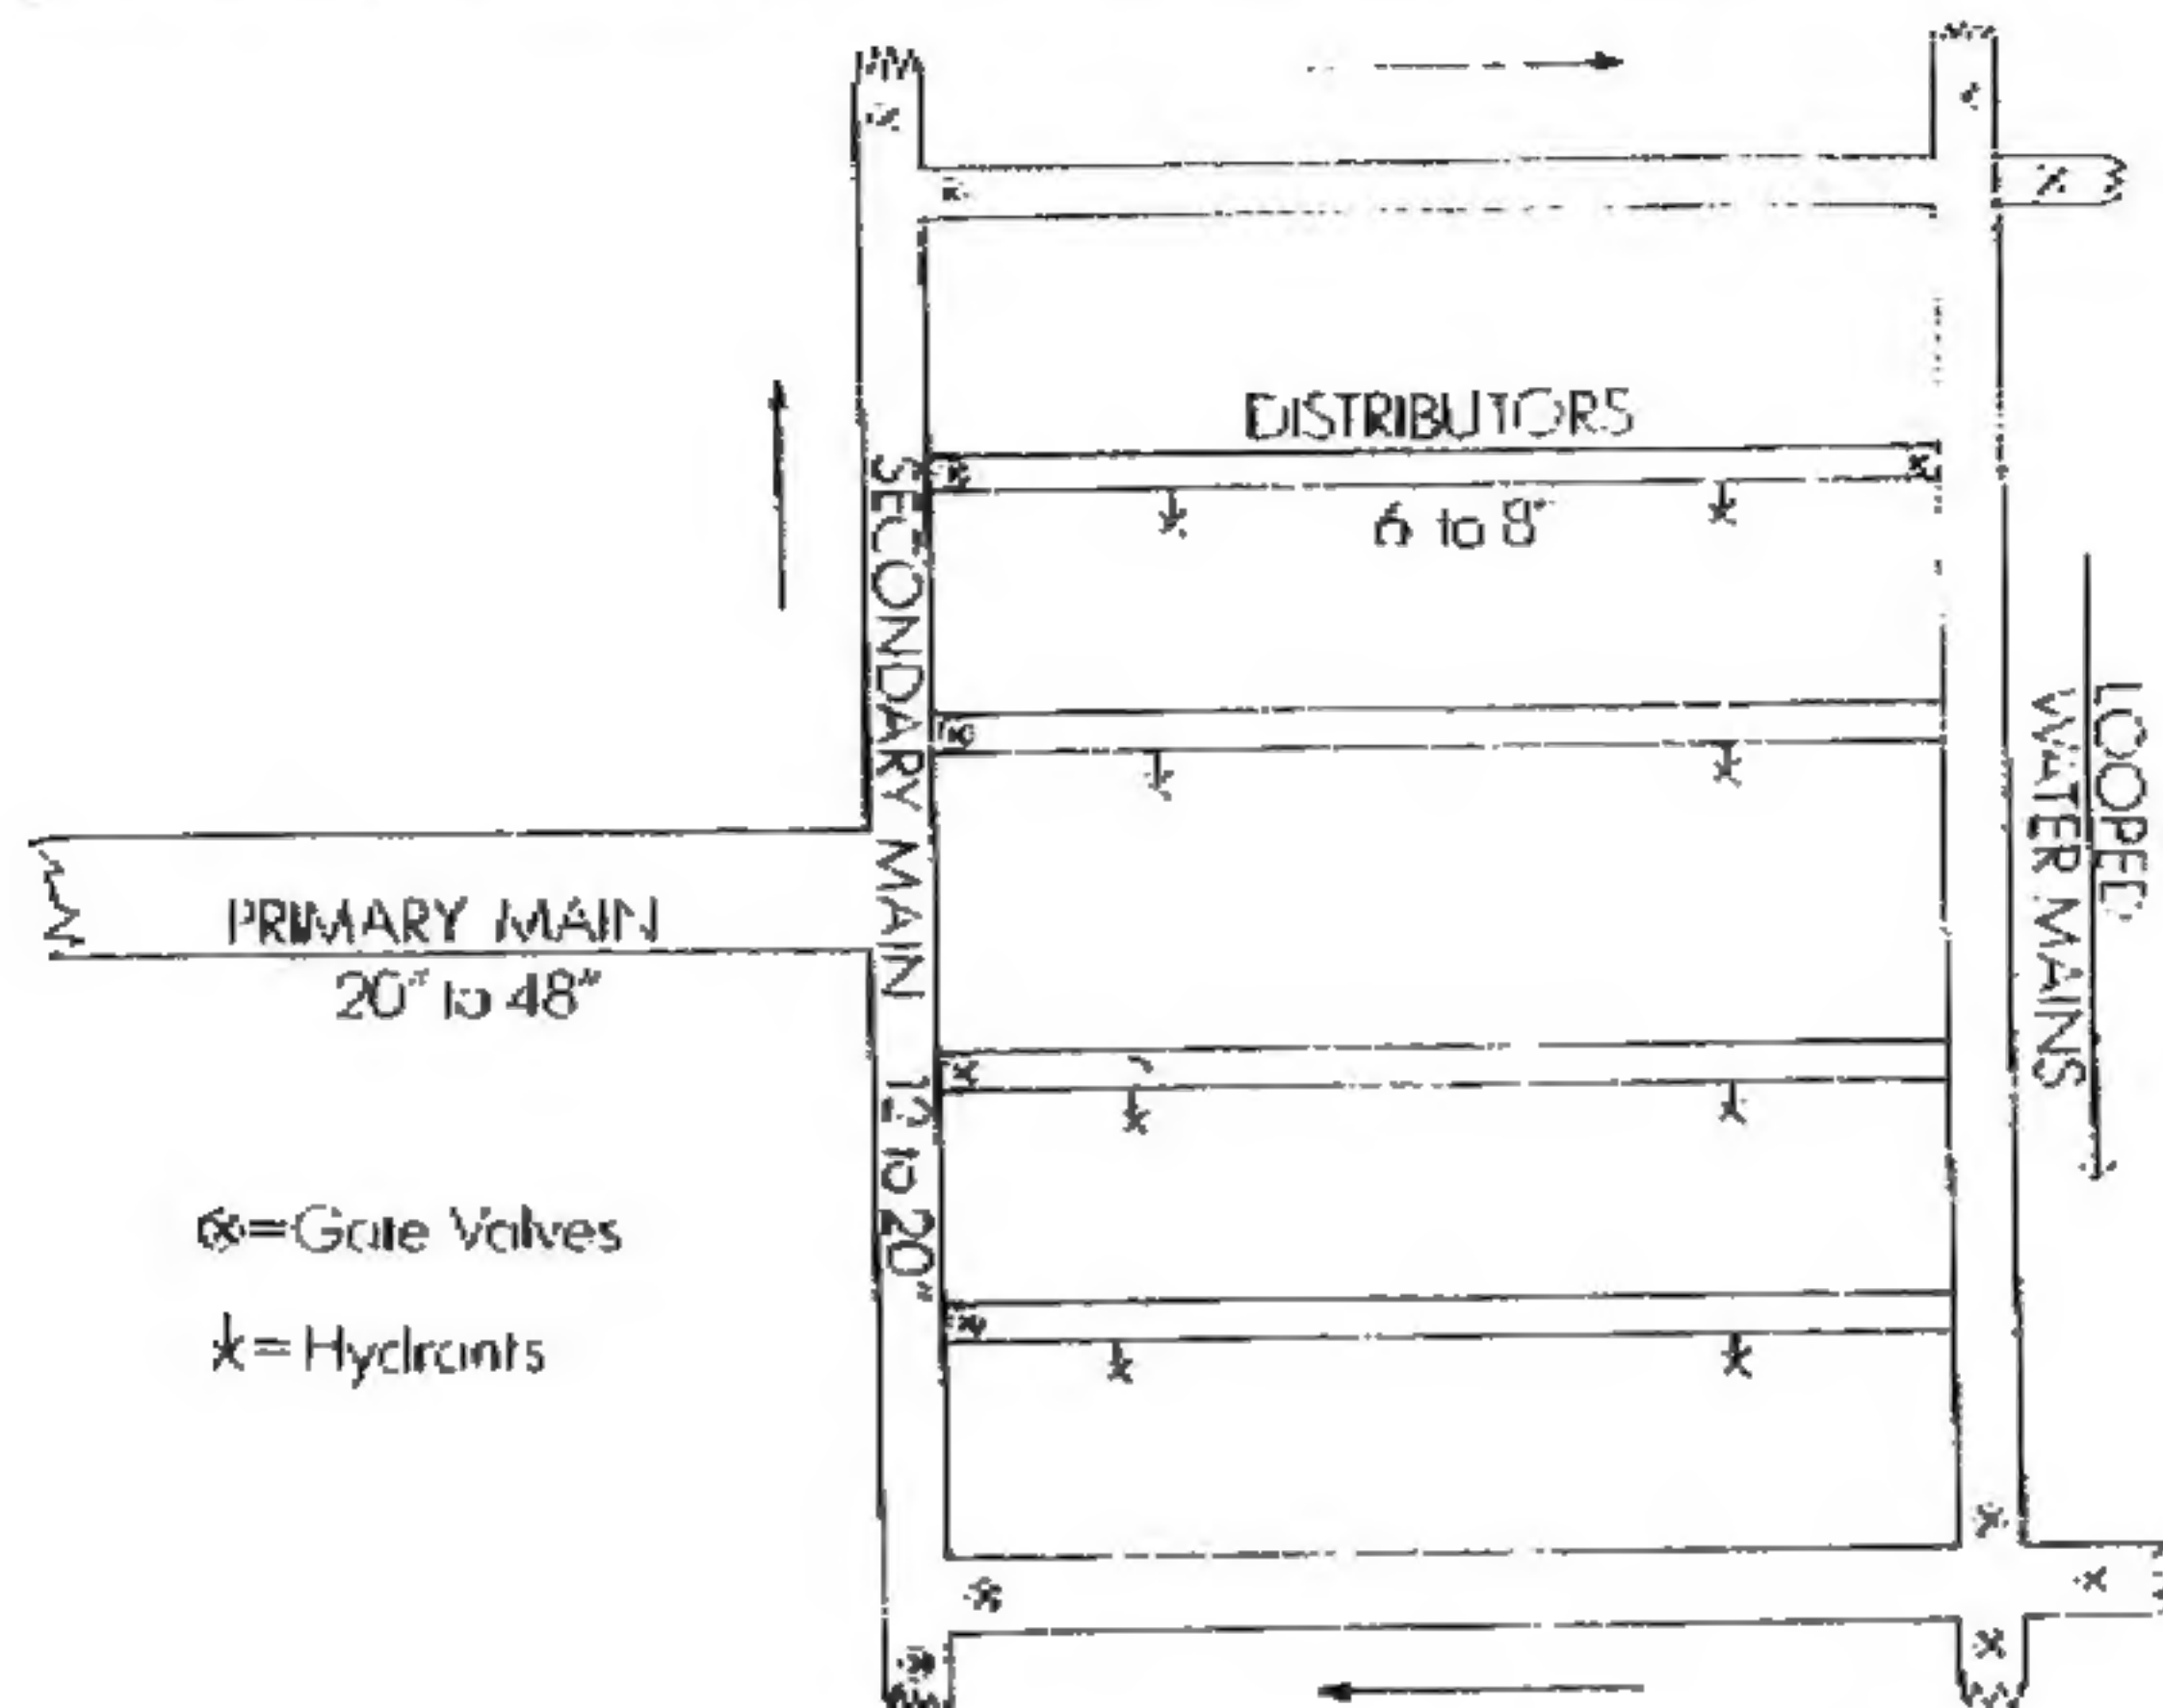 DISTRIBUTORS
6 to 8"
SECONDARY MAIN 12 to 20"
LOOPED
WATER MAINS
PRIMARY MAIN
20" to 48"
= Gate Valves
= Hydrants